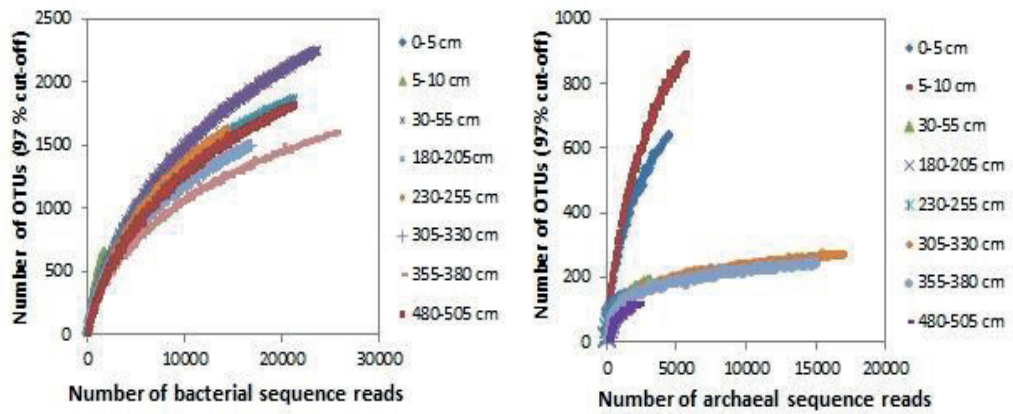 2500
2000
1500
1000
500
0
0 10000 20000 30000
Number of OTUs (97 % cut-off)
Number of bacterial sequence reads
0-5 cm
5-10 cm
30-55 cm
180-205cm
230-255 cm
305-330 cm
355-380 cm
480-505 cm
1000
800
600
400
200
0
0 5000 10000 15000 20000
Number of OTUs (97% cut-off)
Number of archaeal sequence reads
0-5 cm
5-10 cm
30-55 cm
180-205 cm
230-255 cm
305-330 cm
355-380 cm
480-505 cm